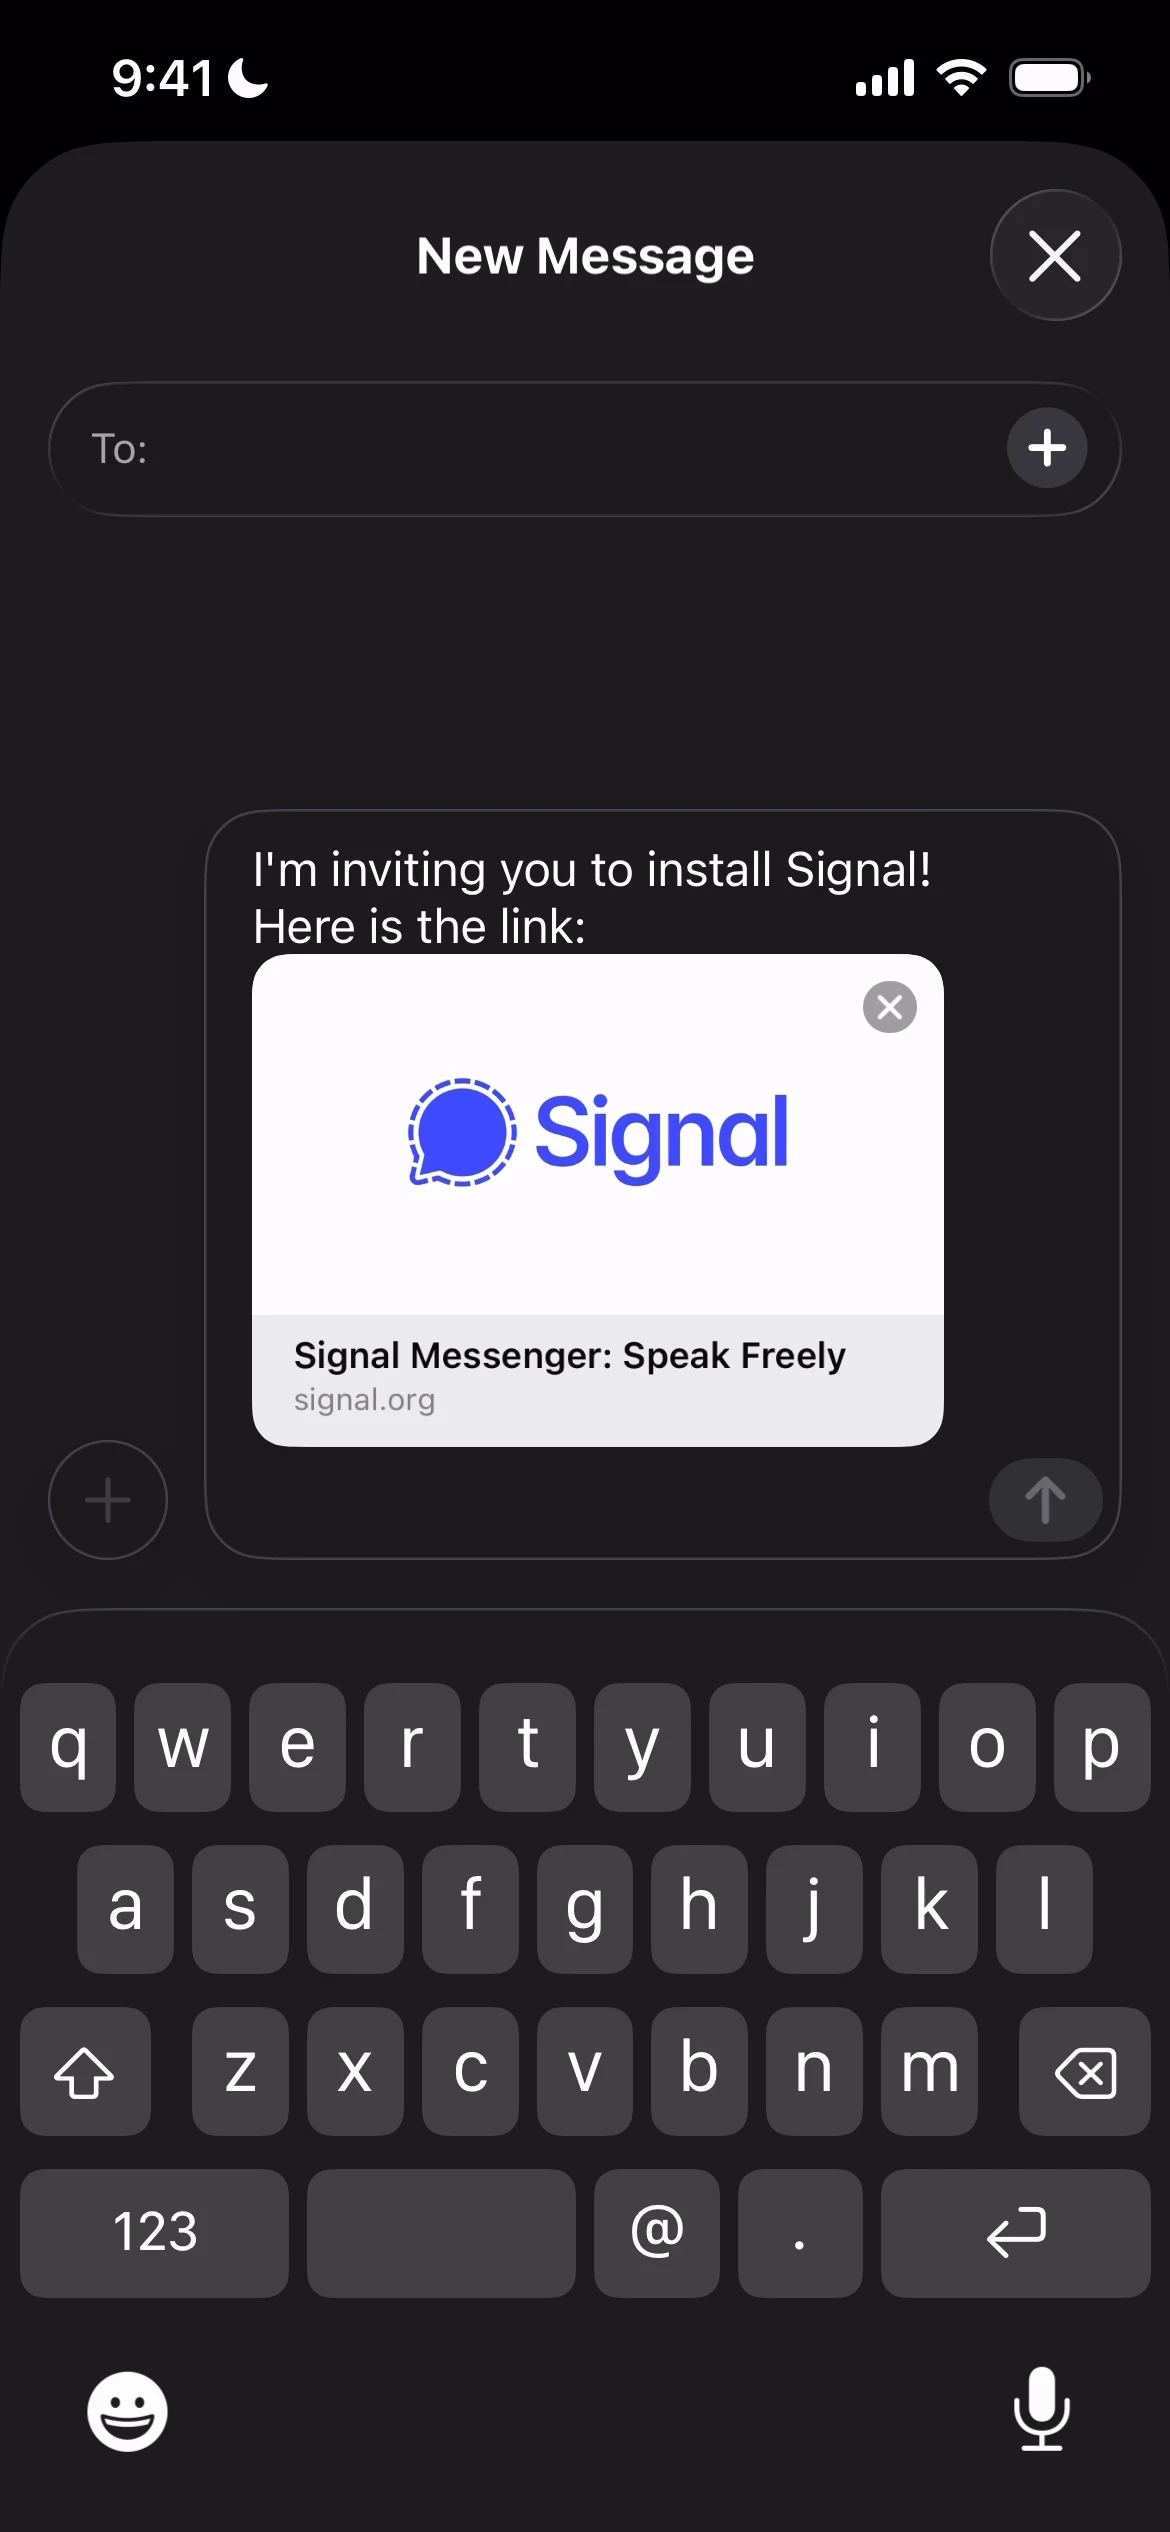 9:41
New Message
To:
I'm inviting you to install Signal!
Here is the link:
Signal
Signal Messenger: Speak Freely
signal.org
q w e r t y u i o p
a s d f g h j k l
z x c v b n m
123 @ .